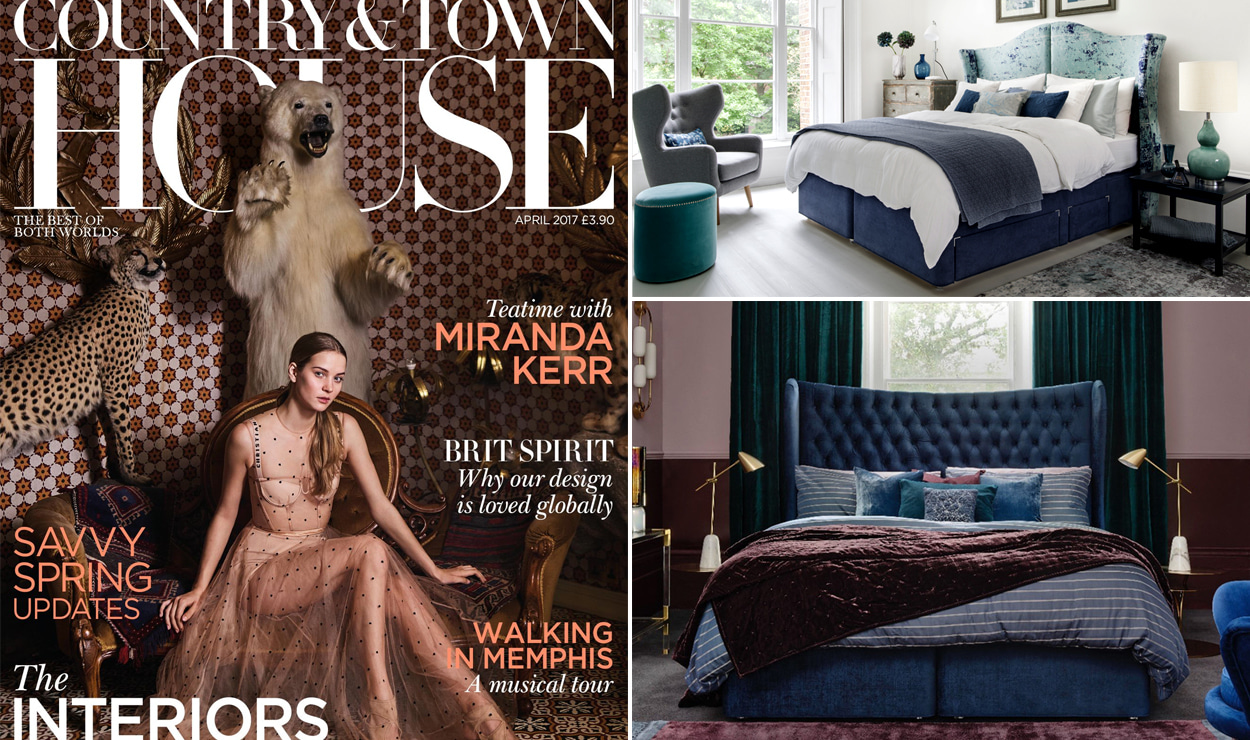 COUNTRY & TOWN
HOUSE
THE BEST OF
BOTH WORLDS
APRIL 2017 £3.90
Teatime with
MIRANDA
KERR
BRIT SPIRIT
Why our design
is loved globally
SAVVY
SPRING
UPDATES
WALKING
IN MEMPHIS
A musical tour
The
INTERIORS